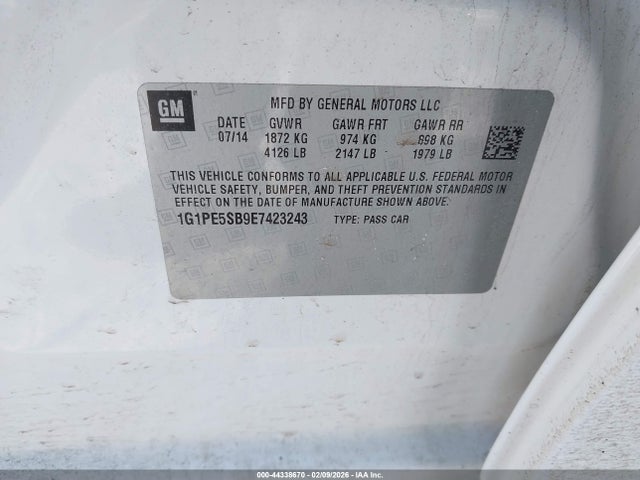 GM
MFD BY GENERAL MOTORS LLC
DATE GVWR GAWR FRT GAWR RR
07/14 1872 KG 974 KG 898 KG
4126 LB 2147 LB 1979 LB
THIS VEHICLE CONFORMS TO ALL APPLICABLE U.S. FEDERAL MOTOR
VEHICLE SAFETY, BUMPER, AND THEFT PREVENTION STANDARDS IN
EFFECT ON THE DATE OF MANUFACTURE SHOWN ABOVE.
1G1PE5SB9E7423243 TYPE: PASS CAR
000-44338670 - 02/09/2026 - IAA Inc.